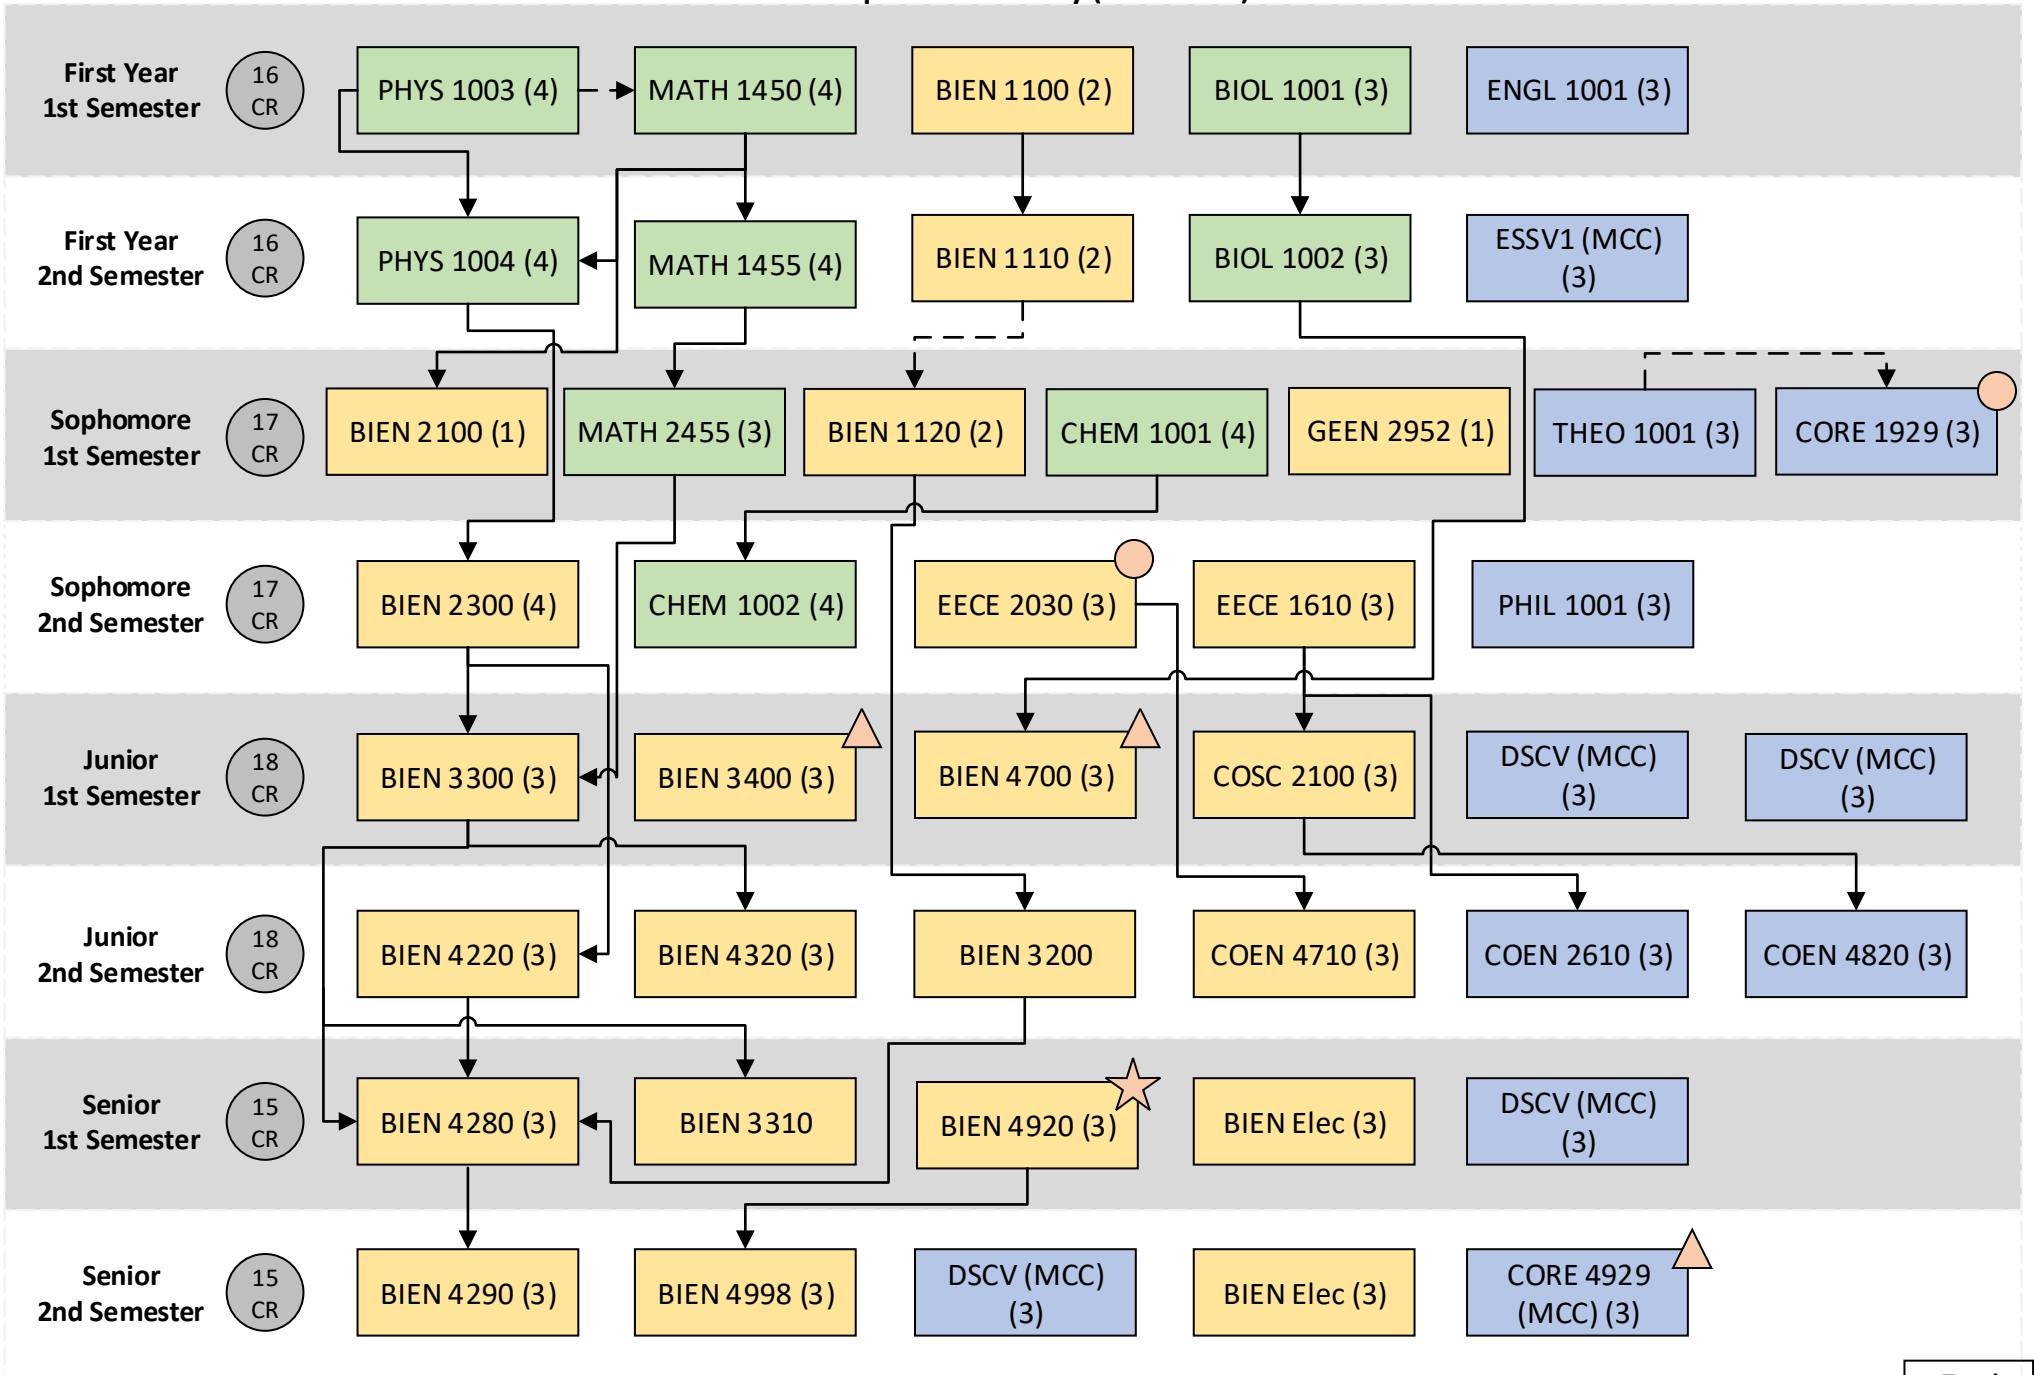 First Year
1st Semester
16
CR
PHYS 1003 (4)
MATH 1450 (4)
BIEN 1100 (2)
BIOL 1001 (3)
ENGL 1001 (3)
First Year
2nd Semester
16
CR
PHYS 1004 (4)
MATH 1455 (4)
BIEN 1110 (2)
BIOL 1002 (3)
ESSV1 (MCC)
(3)
Sophomore
1st Semester
17
CR
BIEN 2100 (1)
MATH 2455 (3)
BIEN 1120 (2)
CHEM 1001 (4)
GEEN 2952 (1)
THEO 1001 (3)
CORE 1929 (3)
Sophomore
2nd Semester
17
CR
BIEN 2300 (4)
CHEM 1002 (4)
EECE 2030 (3)
EECE 1610 (3)
PHIL 1001 (3)
Junior
1st Semester
18
CR
BIEN 3300 (3)
BIEN 3400 (3)
BIEN 4700 (3)
COSC 2100 (3)
DSCV (MCC)
(3)
DSCV (MCC)
(3)
Junior
2nd Semester
18
CR
BIEN 4220 (3)
BIEN 4320 (3)
BIEN 3200
COEN 4710 (3)
COEN 2610 (3)
COEN 4820 (3)
Senior
1st Semester
15
CR
BIEN 4280 (3)
BIEN 3310
BIEN 4920 (3)
BIEN Elec (3)
DSCV (MCC)
(3)
Senior
2nd Semester
15
CR
BIEN 4290 (3)
BIEN 4998 (3)
DSCV (MCC)
(3)
BIEN Elec (3)
CORE 4929
(MCC) (3)